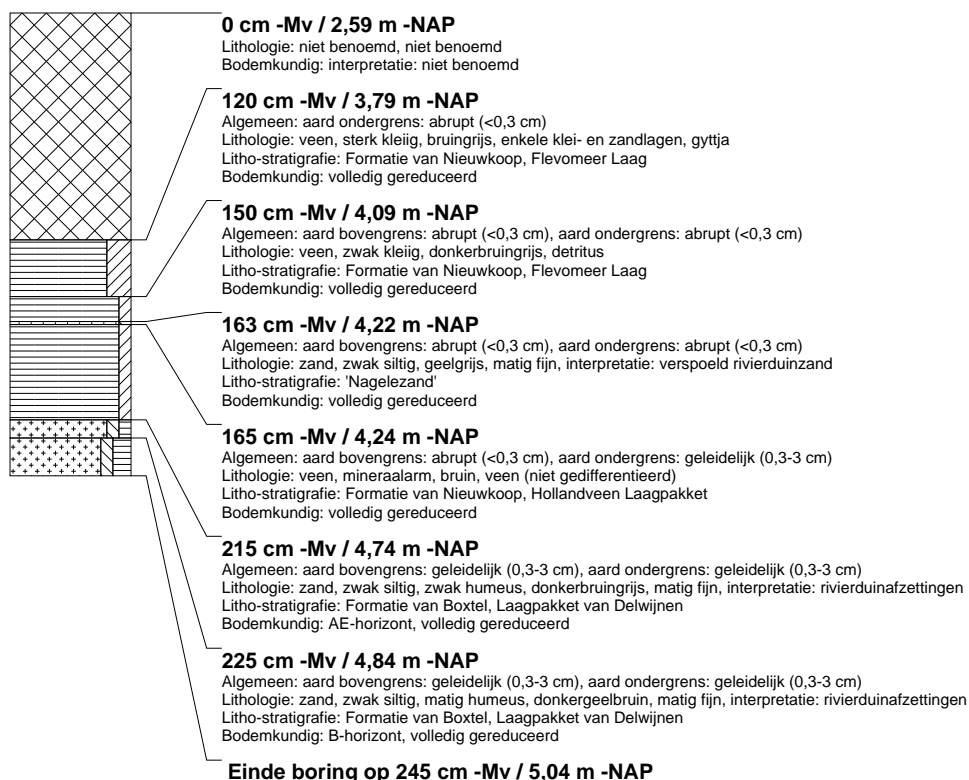 0 cm -Mv / 2,59 m -NAP
Lithologie: niet benoemd, niet benoemd
Bodemkundig: interpretatie: niet benoemd
120 cm -Mv / 3,79 m -NAP
Algemeen: aard ondergrens: abrupt (<0,3 cm)
Lithologie: veen, sterk kleiig, bruingrijs, enkele klei- en zandlagen, gyttja
Litho-stratigrafie: Formatie van Nieuwkoop, Flevomeer Laag
Bodemkundig: volledig gereduceerd
150 cm -Mv / 4,09 m -NAP
Algemeen: aard bovengrens: abrupt (<0,3 cm), aard ondergrens: abrupt (<0,3 cm)
Lithologie: veen, zwak kleiig, donkerbruingrijs, detritus
Litho-stratigrafie: Formatie van Nieuwkoop, Flevomeer Laag
Bodemkundig: volledig gereduceerd
163 cm -Mv / 4,22 m -NAP
Algemeen: aard bovengrens: abrupt (<0,3 cm), aard ondergrens: abrupt (<0,3 cm)
Lithologie: zand, zwak siltig, geelgrijs, matig fijn, interpretatie: verspoeld rivierduinzand
Litho-stratigrafie: 'Nagelezand'
Bodemkundig: volledig gereduceerd
165 cm -Mv / 4,24 m -NAP
Algemeen: aard bovengrens: abrupt (<0,3 cm), aard ondergrens: geleidelijk (0,3-3 cm)
Lithologie: veen, mineraalarm, bruin, veen (niet gedifferentieerd)
Litho-stratigrafie: Formatie van Nieuwkoop, Hollandveen Laagpakket
Bodemkundig: volledig gereduceerd
215 cm -Mv / 4,74 m -NAP
Algemeen: aard bovengrens: geleidelijk (0,3-3 cm), aard ondergrens: geleidelijk (0,3-3 cm)
Lithologie: zand, zwak siltig, zwak humeus, donkerbruingrijs, matig fijn, interpretatie: rivierduinafzettingen
Litho-stratigrafie: Formatie van Boxtel, Laagpakket van Delwijnen
Bodemkundig: AE-horizont, volledig gereduceerd
225 cm -Mv / 4,84 m -NAP
Algemeen: aard bovengrens: geleidelijk (0,3-3 cm), aard ondergrens: geleidelijk (0,3-3 cm)
Lithologie: zand, zwak siltig, matig humeus, donkergeelbruin, matig fijn, interpretatie: rivierduinafzettingen
Litho-stratigrafie: Formatie van Boxtel, Laagpakket van Delwijnen
Bodemkundig: B-horizont, volledig gereduceerd
Einde boring op 245 cm -Mv / 5,04 m -NAP